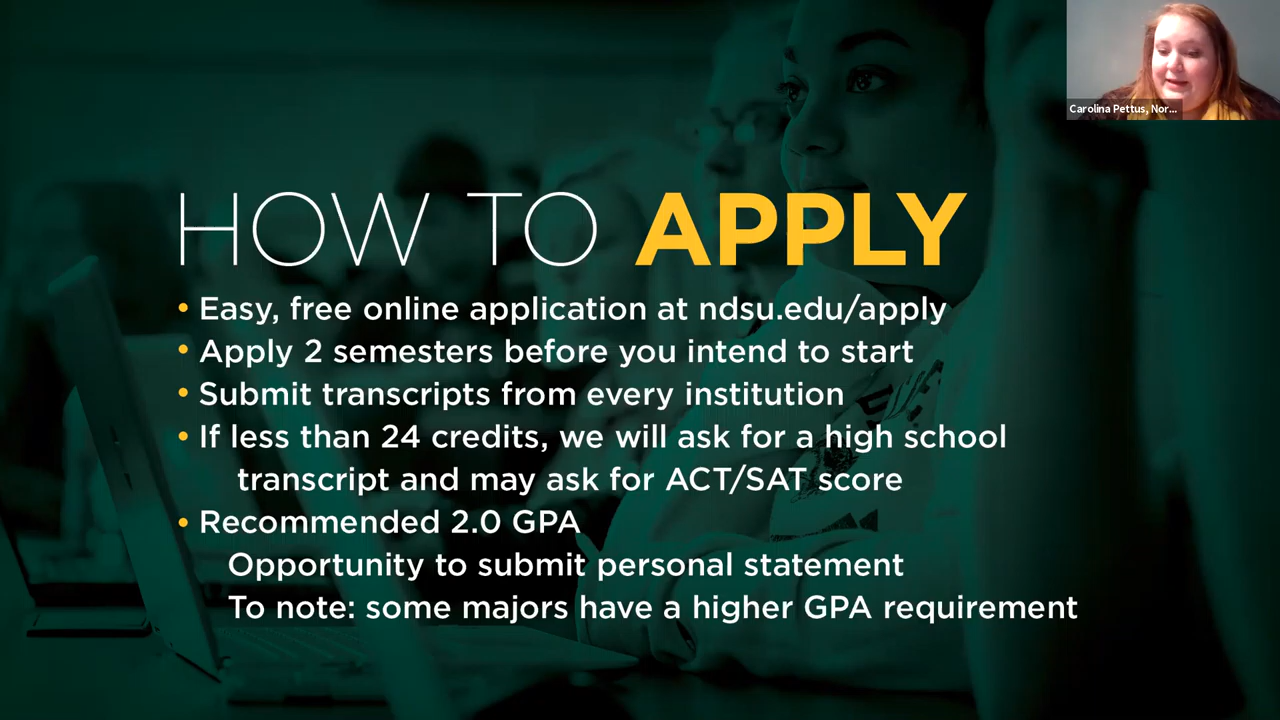 Carolina Pettus, Nor...
HOW TO APPLY
• Easy, free online application at ndsu.edu/apply
• Apply 2 semesters before you intend to start
• Submit transcripts from every institution
• If less than 24 credits, we will ask for a high school
transcript and may ask for ACT/SAT score
• Recommended 2.0 GPA
Opportunity to submit personal statement
To note: some majors have a higher GPA requirement